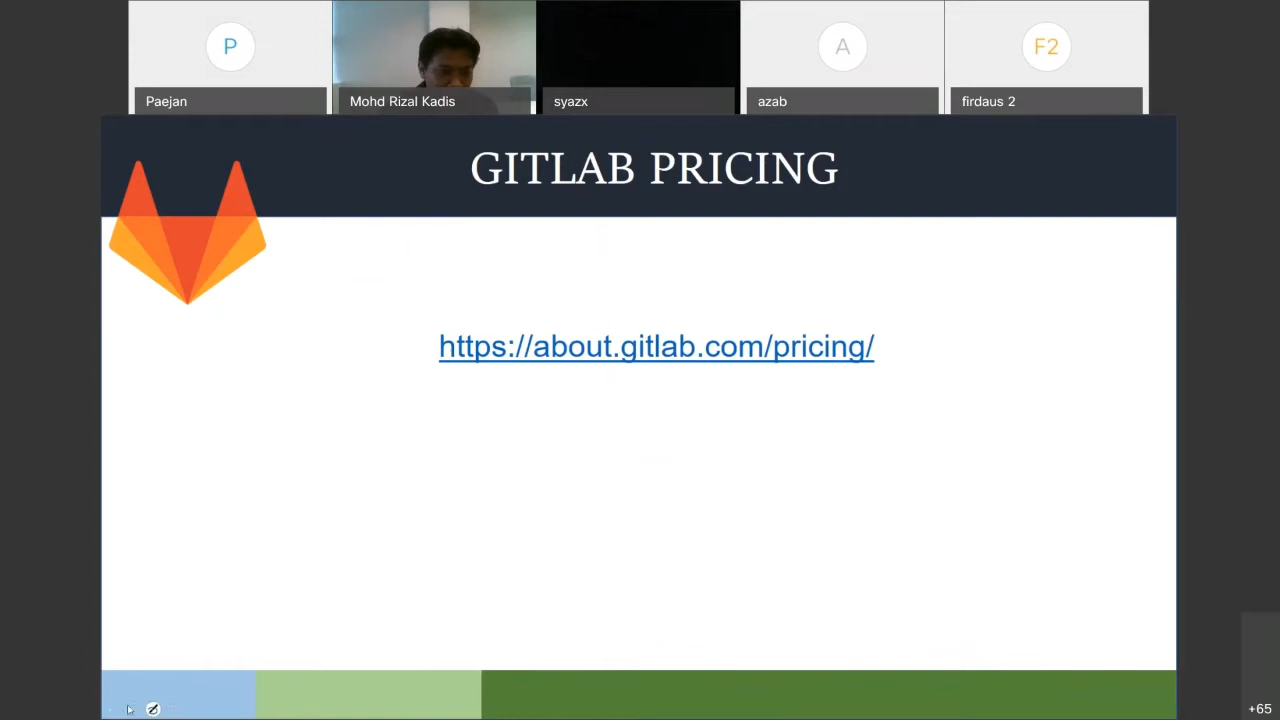 P
A
F2
Paejan
Mohd Rizal Kadis
syazx
azab
firdaus 2
GITLAB PRICING
https://about.gitlab.com/pricing/
+65